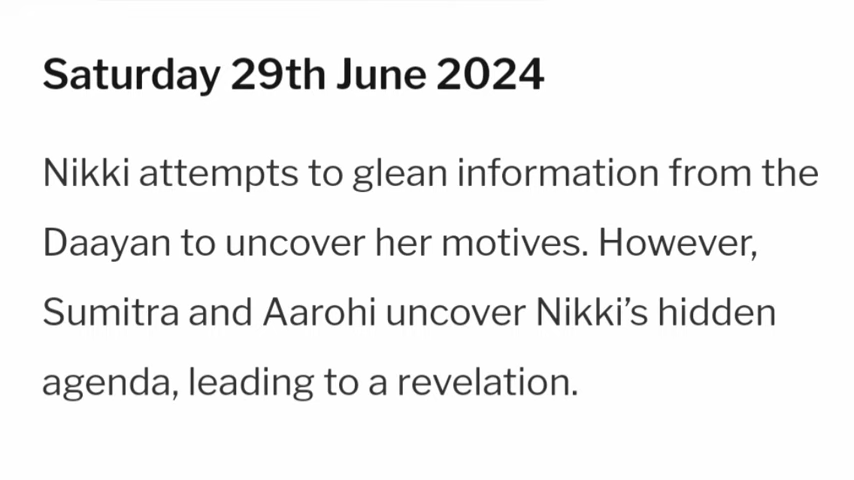 Saturday 29th June 2024
Nikki attempts to glean information from the
Daayan to uncover her motives. However,
Sumitra and Aarohi uncover Nikki’s hidden
agenda, leading to a revelation.